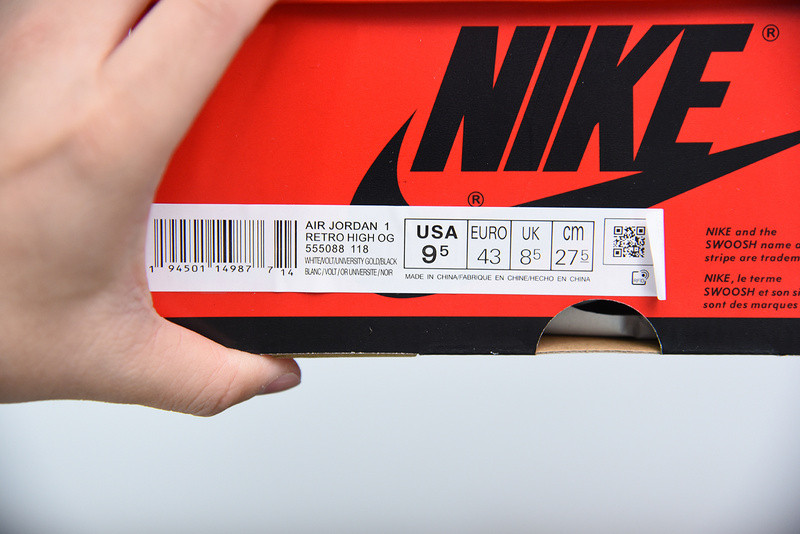 NIKE®
®
AIR JORDAN 1
RETRO HIGH OG
555088 118
WHITE/VOLT/UNIVERSITY GOLD/BLACK
BLANC / VOLT / OR UNIVERSITE / NOIR
1 94501 14987 7 14
USA EURO UK cm
9⁵ 43 8⁵ 27⁵
MADE IN CHINA/FABRIQUE EN CHINE/HECHO EN CHINA
NIKE and the
SWOOSH name a
stripe are tradem
NIKE, le terme
SWOOSH et son si
sont des marques